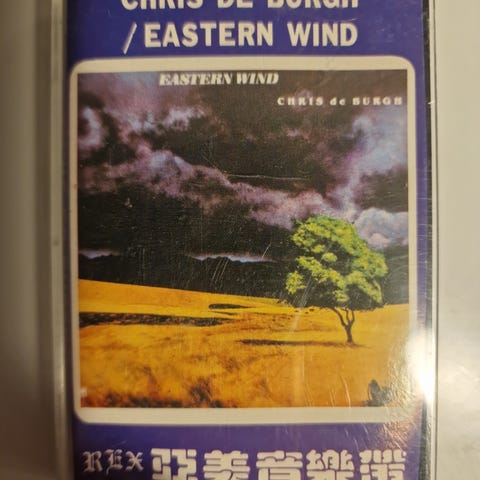 CHRIS DE BURGH
/EASTERN WIND
EASTERN WIND
CHRIS de BURGH
REX 亞美音樂